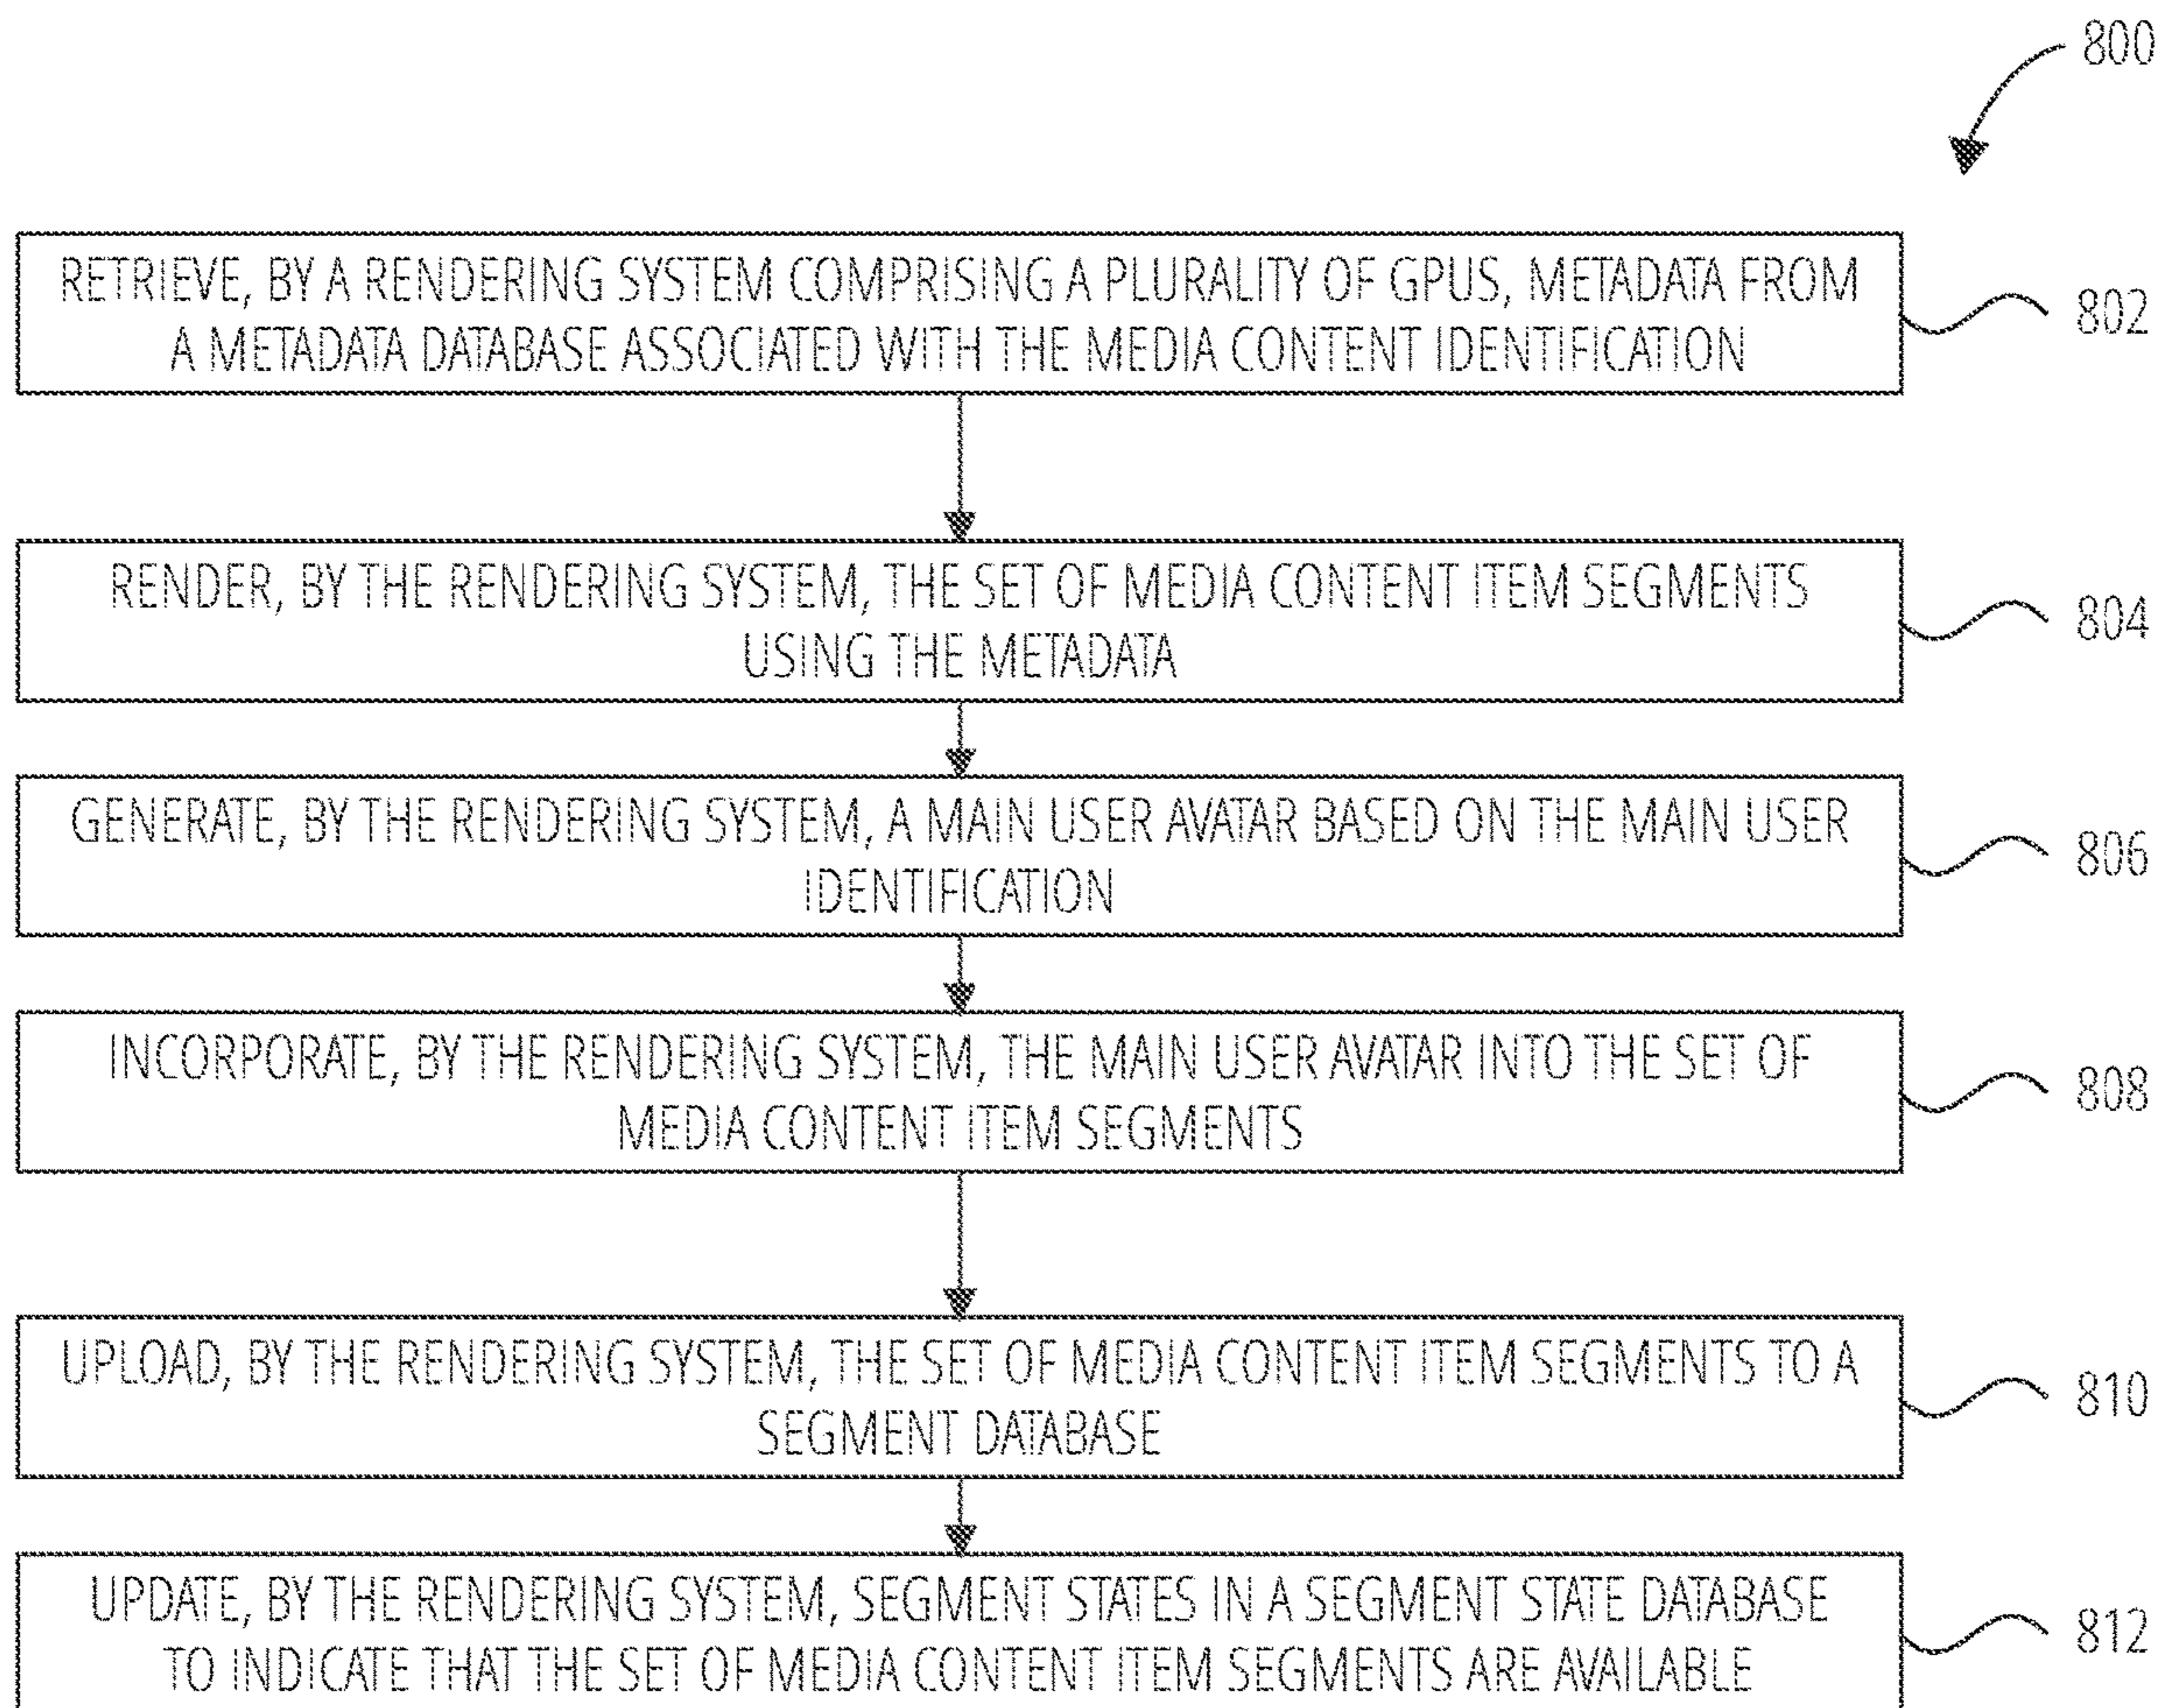 800
RETRIEVE, BY A RENDERING SYSTEM COMPRISING A PLURALITY OF GPUS, METADATA FROM
A METADATA DATABASE ASSOCIATED WITH THE MEDIA CONTENT IDENTIFICATION
802
RENDER, BY THE RENDERING SYSTEM, THE SET OF MEDIA CONTENT ITEM SEGMENTS
USING THE METADATA
804
GENERATE, BY THE RENDERING SYSTEM, A MAIN USER AVATAR BASED ON THE MAIN USER
IDENTIFICATION
806
INCORPORATE, BY THE RENDERING SYSTEM, THE MAIN USER AVATAR INTO THE SET OF
MEDIA CONTENT ITEM SEGMENTS
808
UPLOAD, BY THE RENDERING SYSTEM, THE SET OF MEDIA CONTENT ITEM SEGMENTS TO A
SEGMENT DATABASE
810
UPDATE, BY THE RENDERING SYSTEM, SEGMENT STATES IN A SEGMENT STATE DATABASE
TO INDICATE THAT THE SET OF MEDIA CONTENT ITEM SEGMENTS ARE AVAILABLE
812